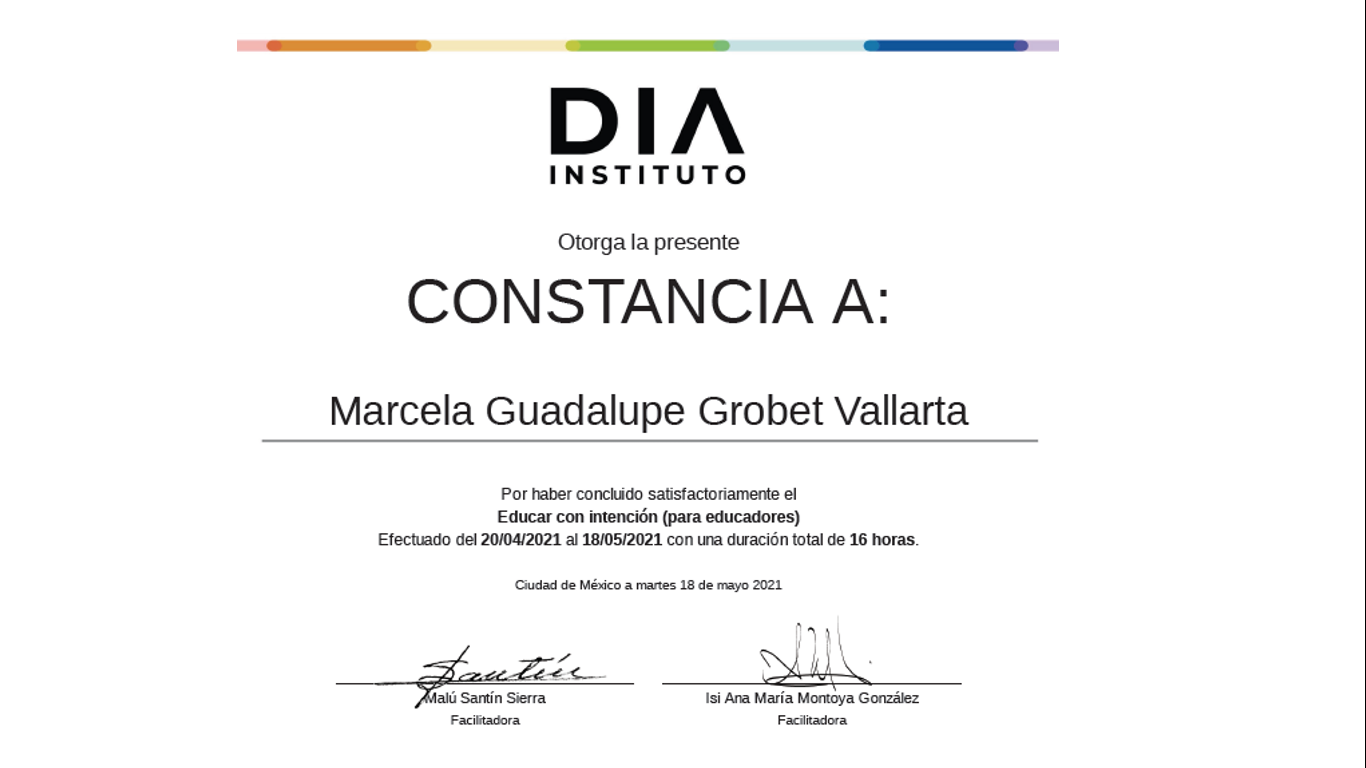 DIA
INSTITUTO
Otorga la presente
CONSTANCIA A:
Marcela Guadalupe Grobet Vallarta
Por haber concluido satisfactoriamente el
Educar con intención (para educadores)
Efectuado del 20/04/2021 al 18/05/2021 con una duración total de 16 horas.
Ciudad de México a martes 18 de mayo 2021
Santín
Malú Santín Sierra
Isi Ana María Montoya González
Facilitadora
Facilitadora